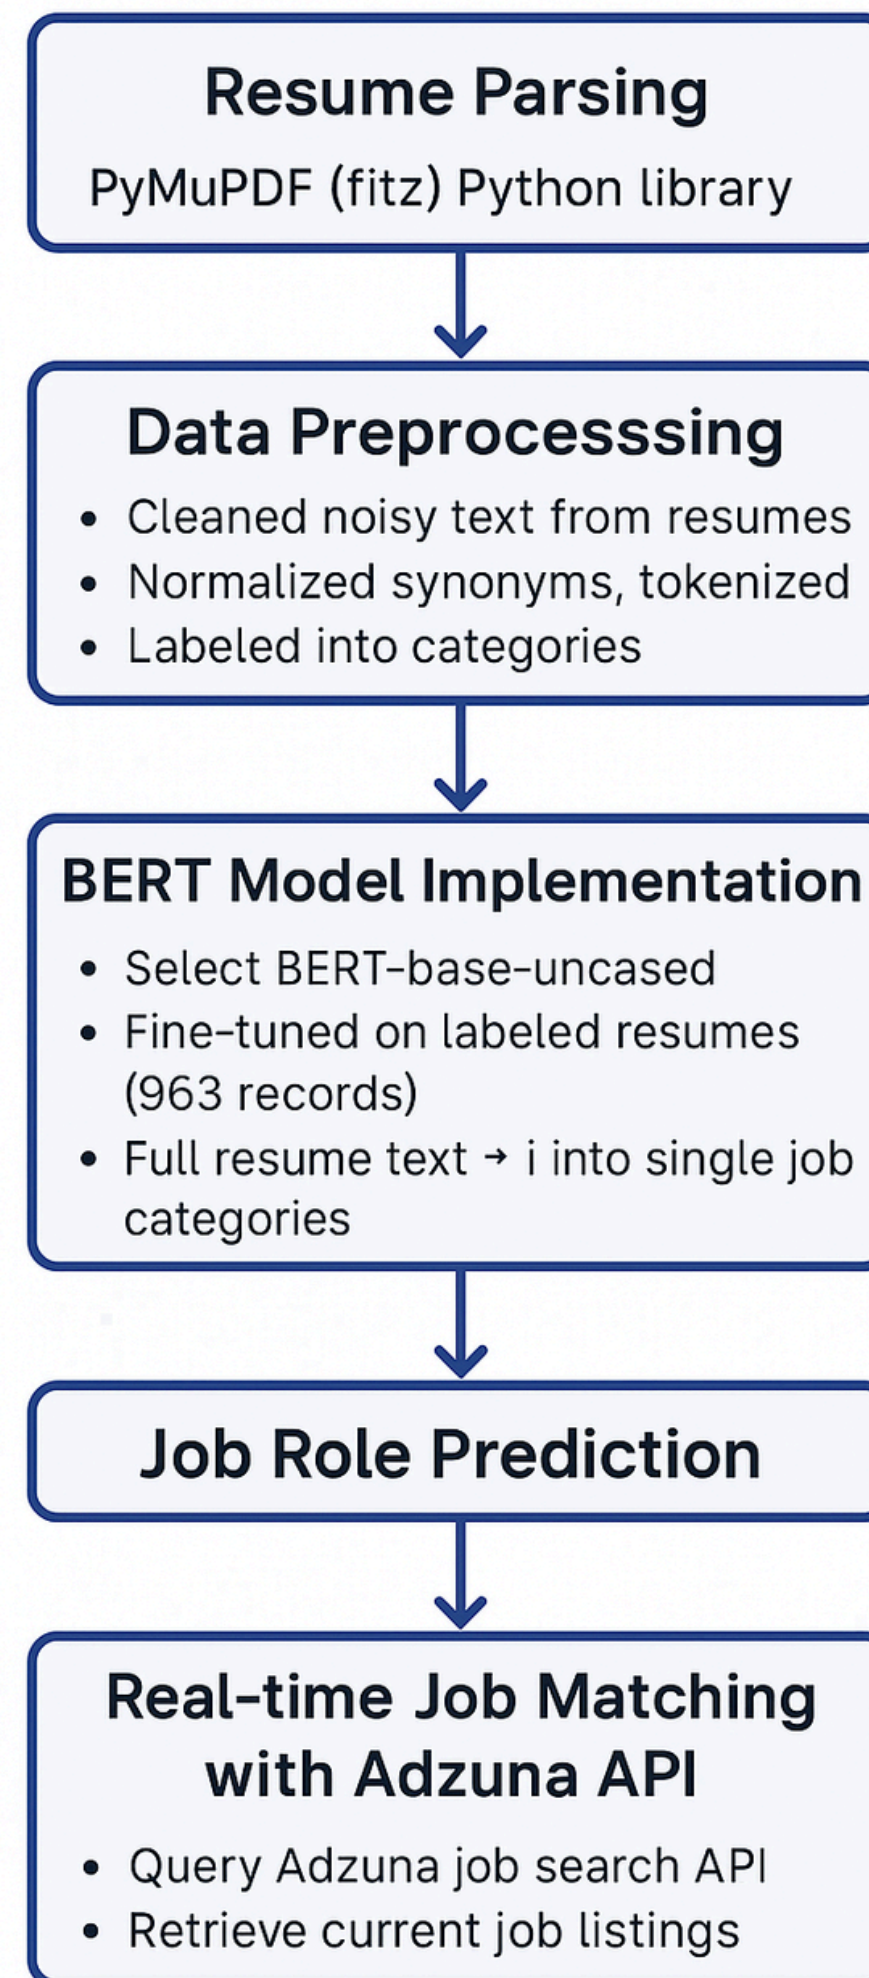 Resume Parsing
PyMuPDF (fitz) Python library
Data Preprocesssing
• Cleaned noisy text from resumes
• Normalized synonyms, tokenized
• Labeled into categories
BERT Model Implementation
• Select BERT-base-uncased
• Fine-tuned on labeled resumes
(963 records)
• Full resume text → i into single job
categories
Job Role Prediction
Real-time Job Matching
with Adzuna API
• Query Adzuna job search API
• Retrieve current job listings